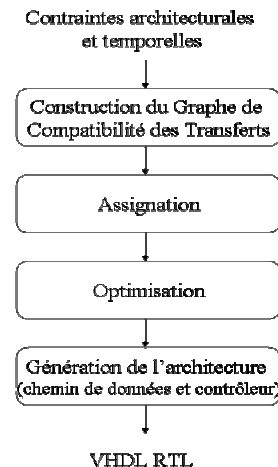 Contraintes architecturales
et temporelles
Construction du Graphe de
Compatibilité des Transferts
Assignation
Optimisation
Génération de l'architecture
(chemin de données et contrôleur)
VHDL RTL